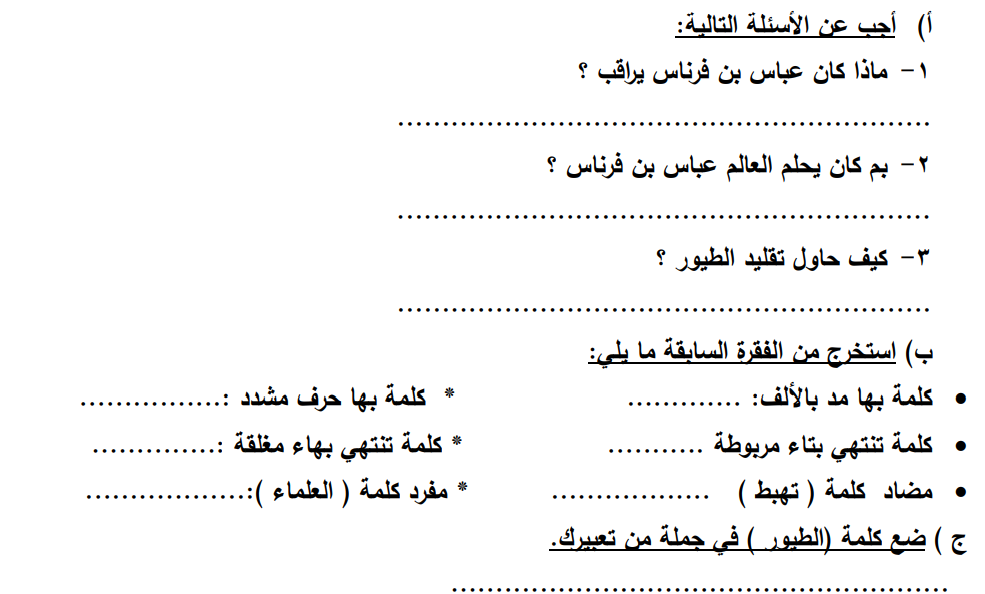 أ) أجب عن الأسئلة التالية:
١- ماذا كان عباس بن فرناس يراقب ؟
............................................................
٢- بم كان يحلم العالم عباس بن فرناس ؟
............................................................
٣- كيف حاول تقليد الطيور ؟
............................................................
ب) استخرج من الفقرة السابقة ما يلي:
• كلمة بها مد بالألف: ............. * كلمة بها حرف مشدد :................
• كلمة تنتهي بتاء مربوطة ........... * كلمة تنتهي بهاء مغلقة :..............
• مضاد كلمة ( تهبط ) .................. * مفرد كلمة ( العلماء ):..................
ج ) ضع كلمة (الطيور ) في جملة من تعبيرك.
........................................................